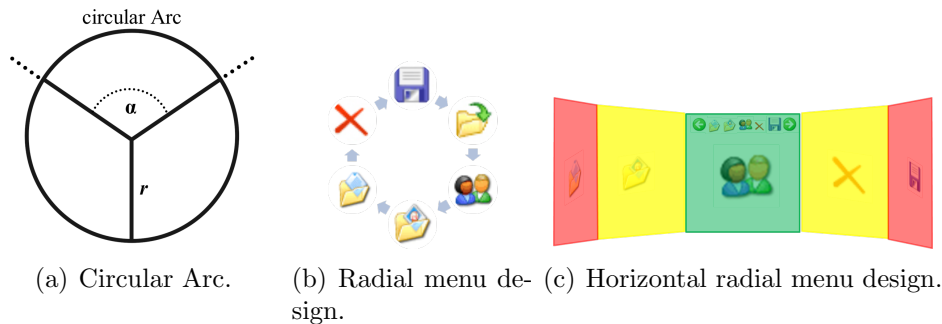 circular Arc
α
r
(a) Circular Arc.
(b) Radial menu de-
sign.
(c) Horizontal radial menu design.